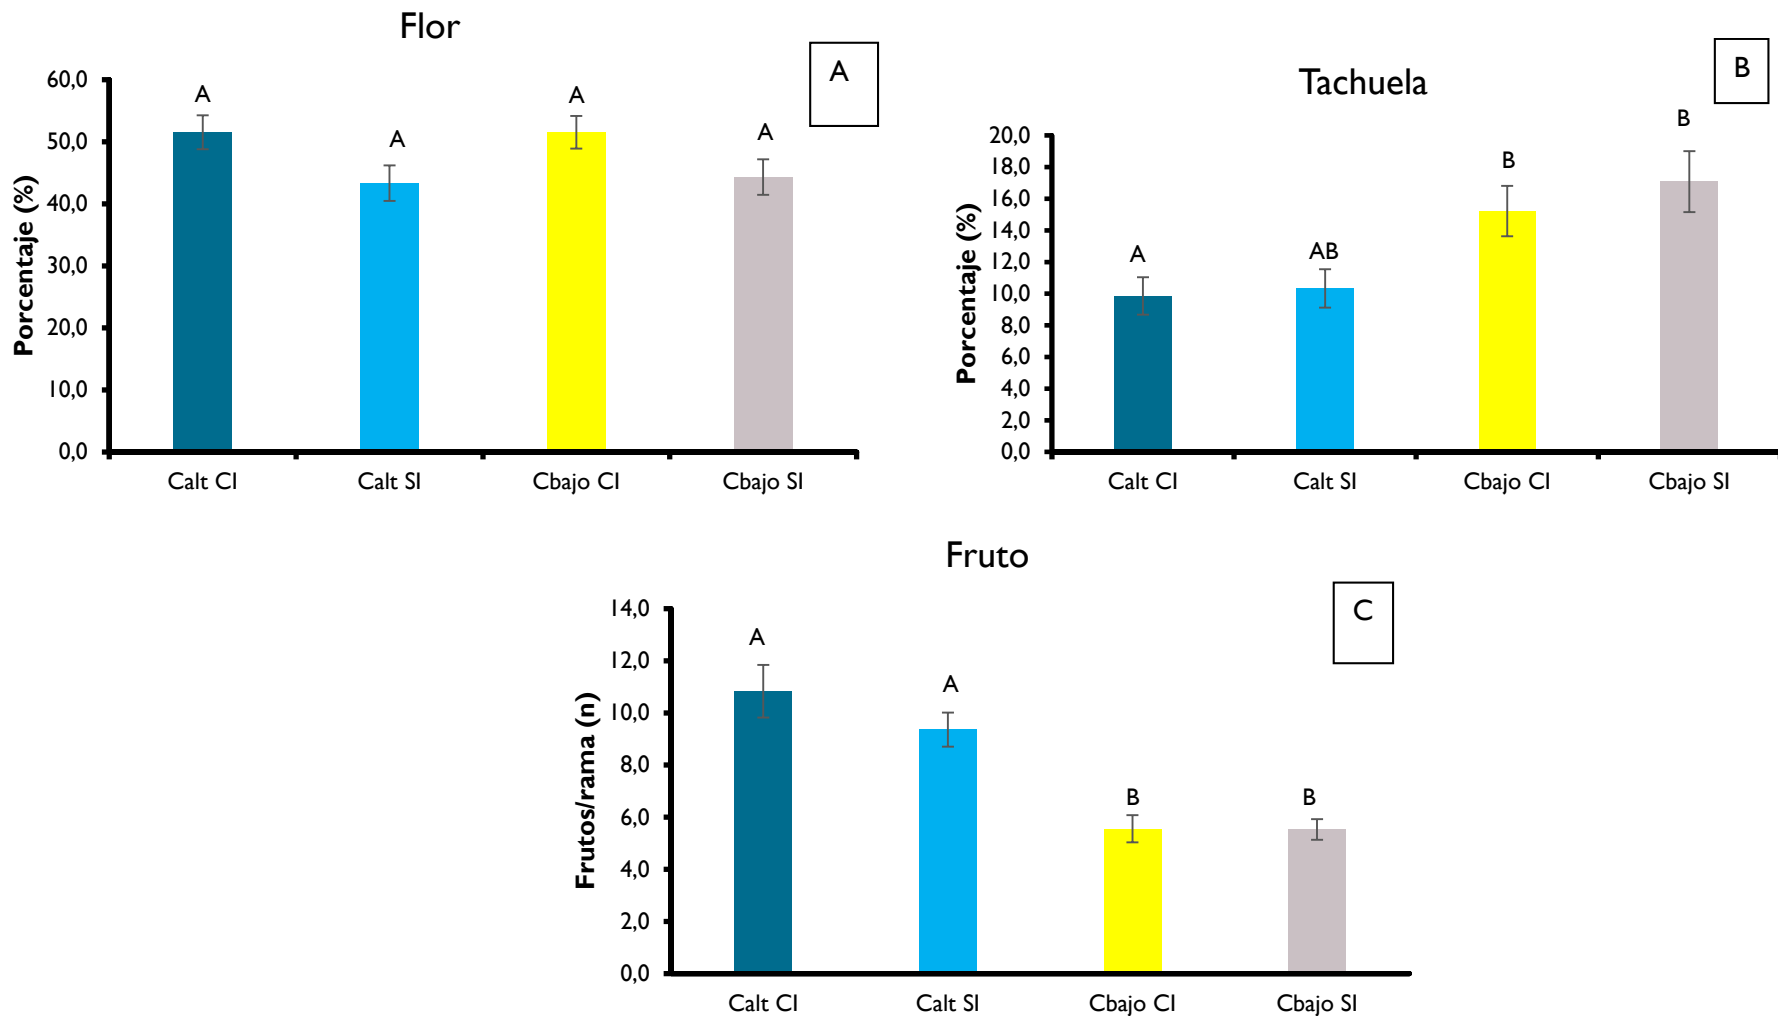 Flor
A
Porcentaje (%)
60,0
50,0
40,0
30,0
20,0
10,0
0,0
A
A
A
A
Calt CI
Calt SI
Cbajo CI
Cbajo SI
Tachuela
B
Porcentaje (%)
20,0
18,0
16,0
14,0
12,0
10,0
8,0
6,0
4,0
2,0
0,0
A
AB
B
B
Calt CI
Calt SI
Cbajo CI
Cbajo SI
Fruto
C
Frutos/rama (n)
14,0
12,0
10,0
8,0
6,0
4,0
2,0
0,0
A
A
B
B
Calt CI
Calt SI
Cbajo CI
Cbajo SI